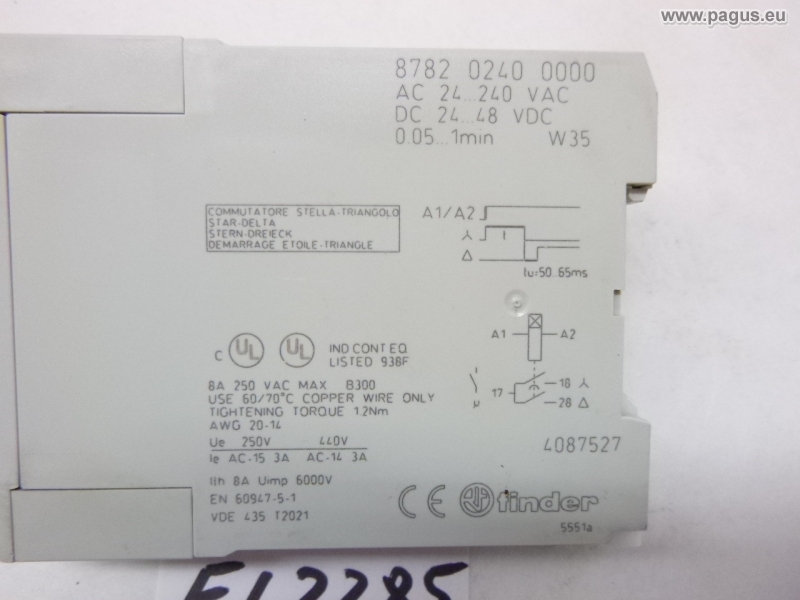 www.pagus.eu
8782 0240 0000
AC 24...240 VAC
DC 24...48 VDC
0.05...1min W35
COMMUTATORE STELLA-TRIANGOLO
STAR-DELTA
STERN-DREIECK
DEMARRAGE ETOILE-TRIANGLE
A1/A2
tu=50..65ms
A1 A2
17 18
28
C UL UL IND CONT EQ
LISTED 938F
8A 250 VAC MAX B300
USE 60/70°C COPPER WIRE ONLY
TIGHTENING TORQUE 1.2Nm
AWG 20-14
Ue 250V 440V
Ie AC-15 3A AC-14 3A
Ith 8A Uimp 6000V
EN 60947-5-1
VDE 435 T2021
4087527
CE finder
5551a